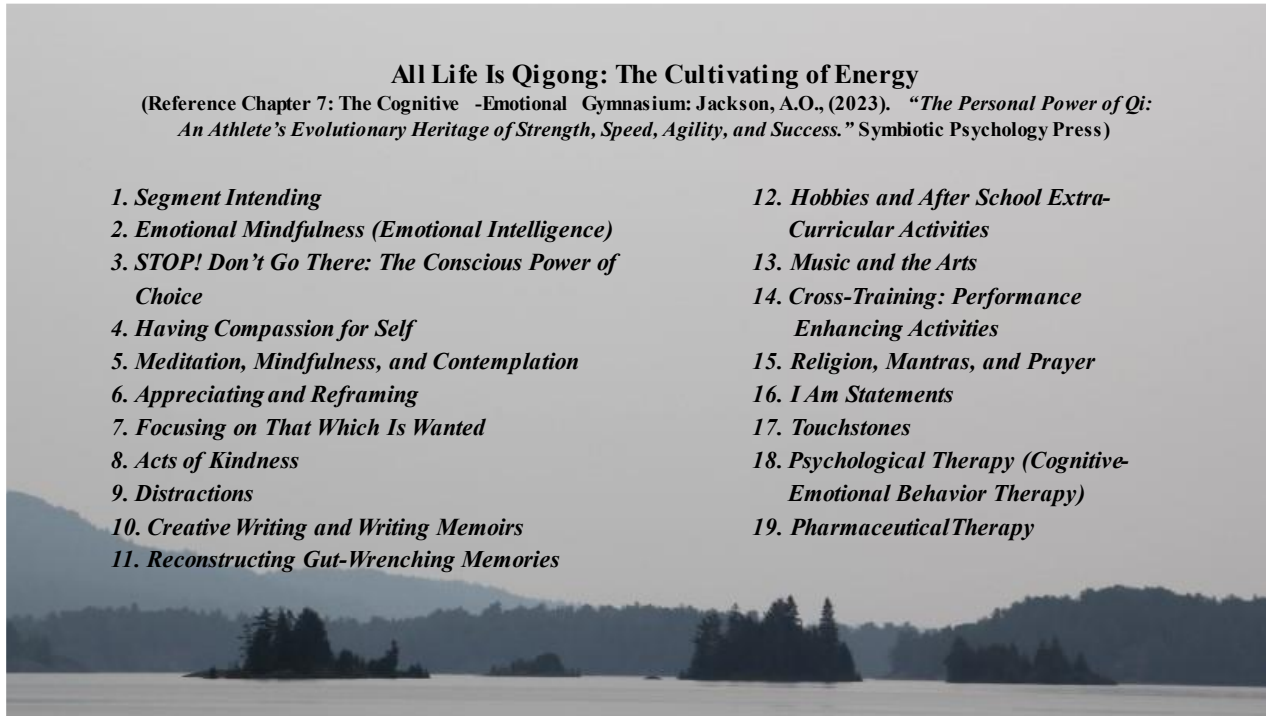 All Life Is Qigong: The Cultivating of Energy
(Reference Chapter 7: The Cognitive -Emotional Gymnasium: Jackson, A.O., (2023). “The Personal Power of Qi:
An Athlete’s Evolutionary Heritage of Strength, Speed, Agility, and Success.” Symbiotic Psychology Press)
1. Segment Intending
2. Emotional Mindfulness (Emotional Intelligence)
3. STOP! Don’t Go There: The Conscious Power of
Choice
4. Having Compassion for Self
5. Meditation, Mindfulness, and Contemplation
6. Appreciating and Reframing
7. Focusing on That Which Is Wanted
8. Acts of Kindness
9. Distractions
10. Creative Writing and Writing Memoirs
11. Reconstructing Gut-Wrenching Memories
12. Hobbies and After School Extra-
Curricular Activities
13. Music and the Arts
14. Cross-Training: Performance
Enhancing Activities
15. Religion, Mantras, and Prayer
16. I Am Statements
17. Touchstones
18. Psychological Therapy (Cognitive-
Emotional Behavior Therapy)
19. Pharmaceutical Therapy